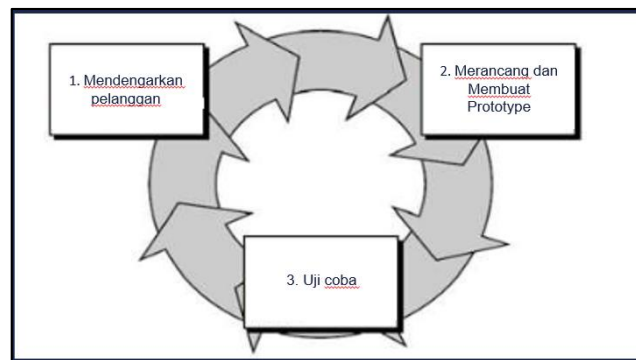 1. Mendengarkan
pelanggan
2. Merancang dan
Membuat
Prototype
3. Uji coba